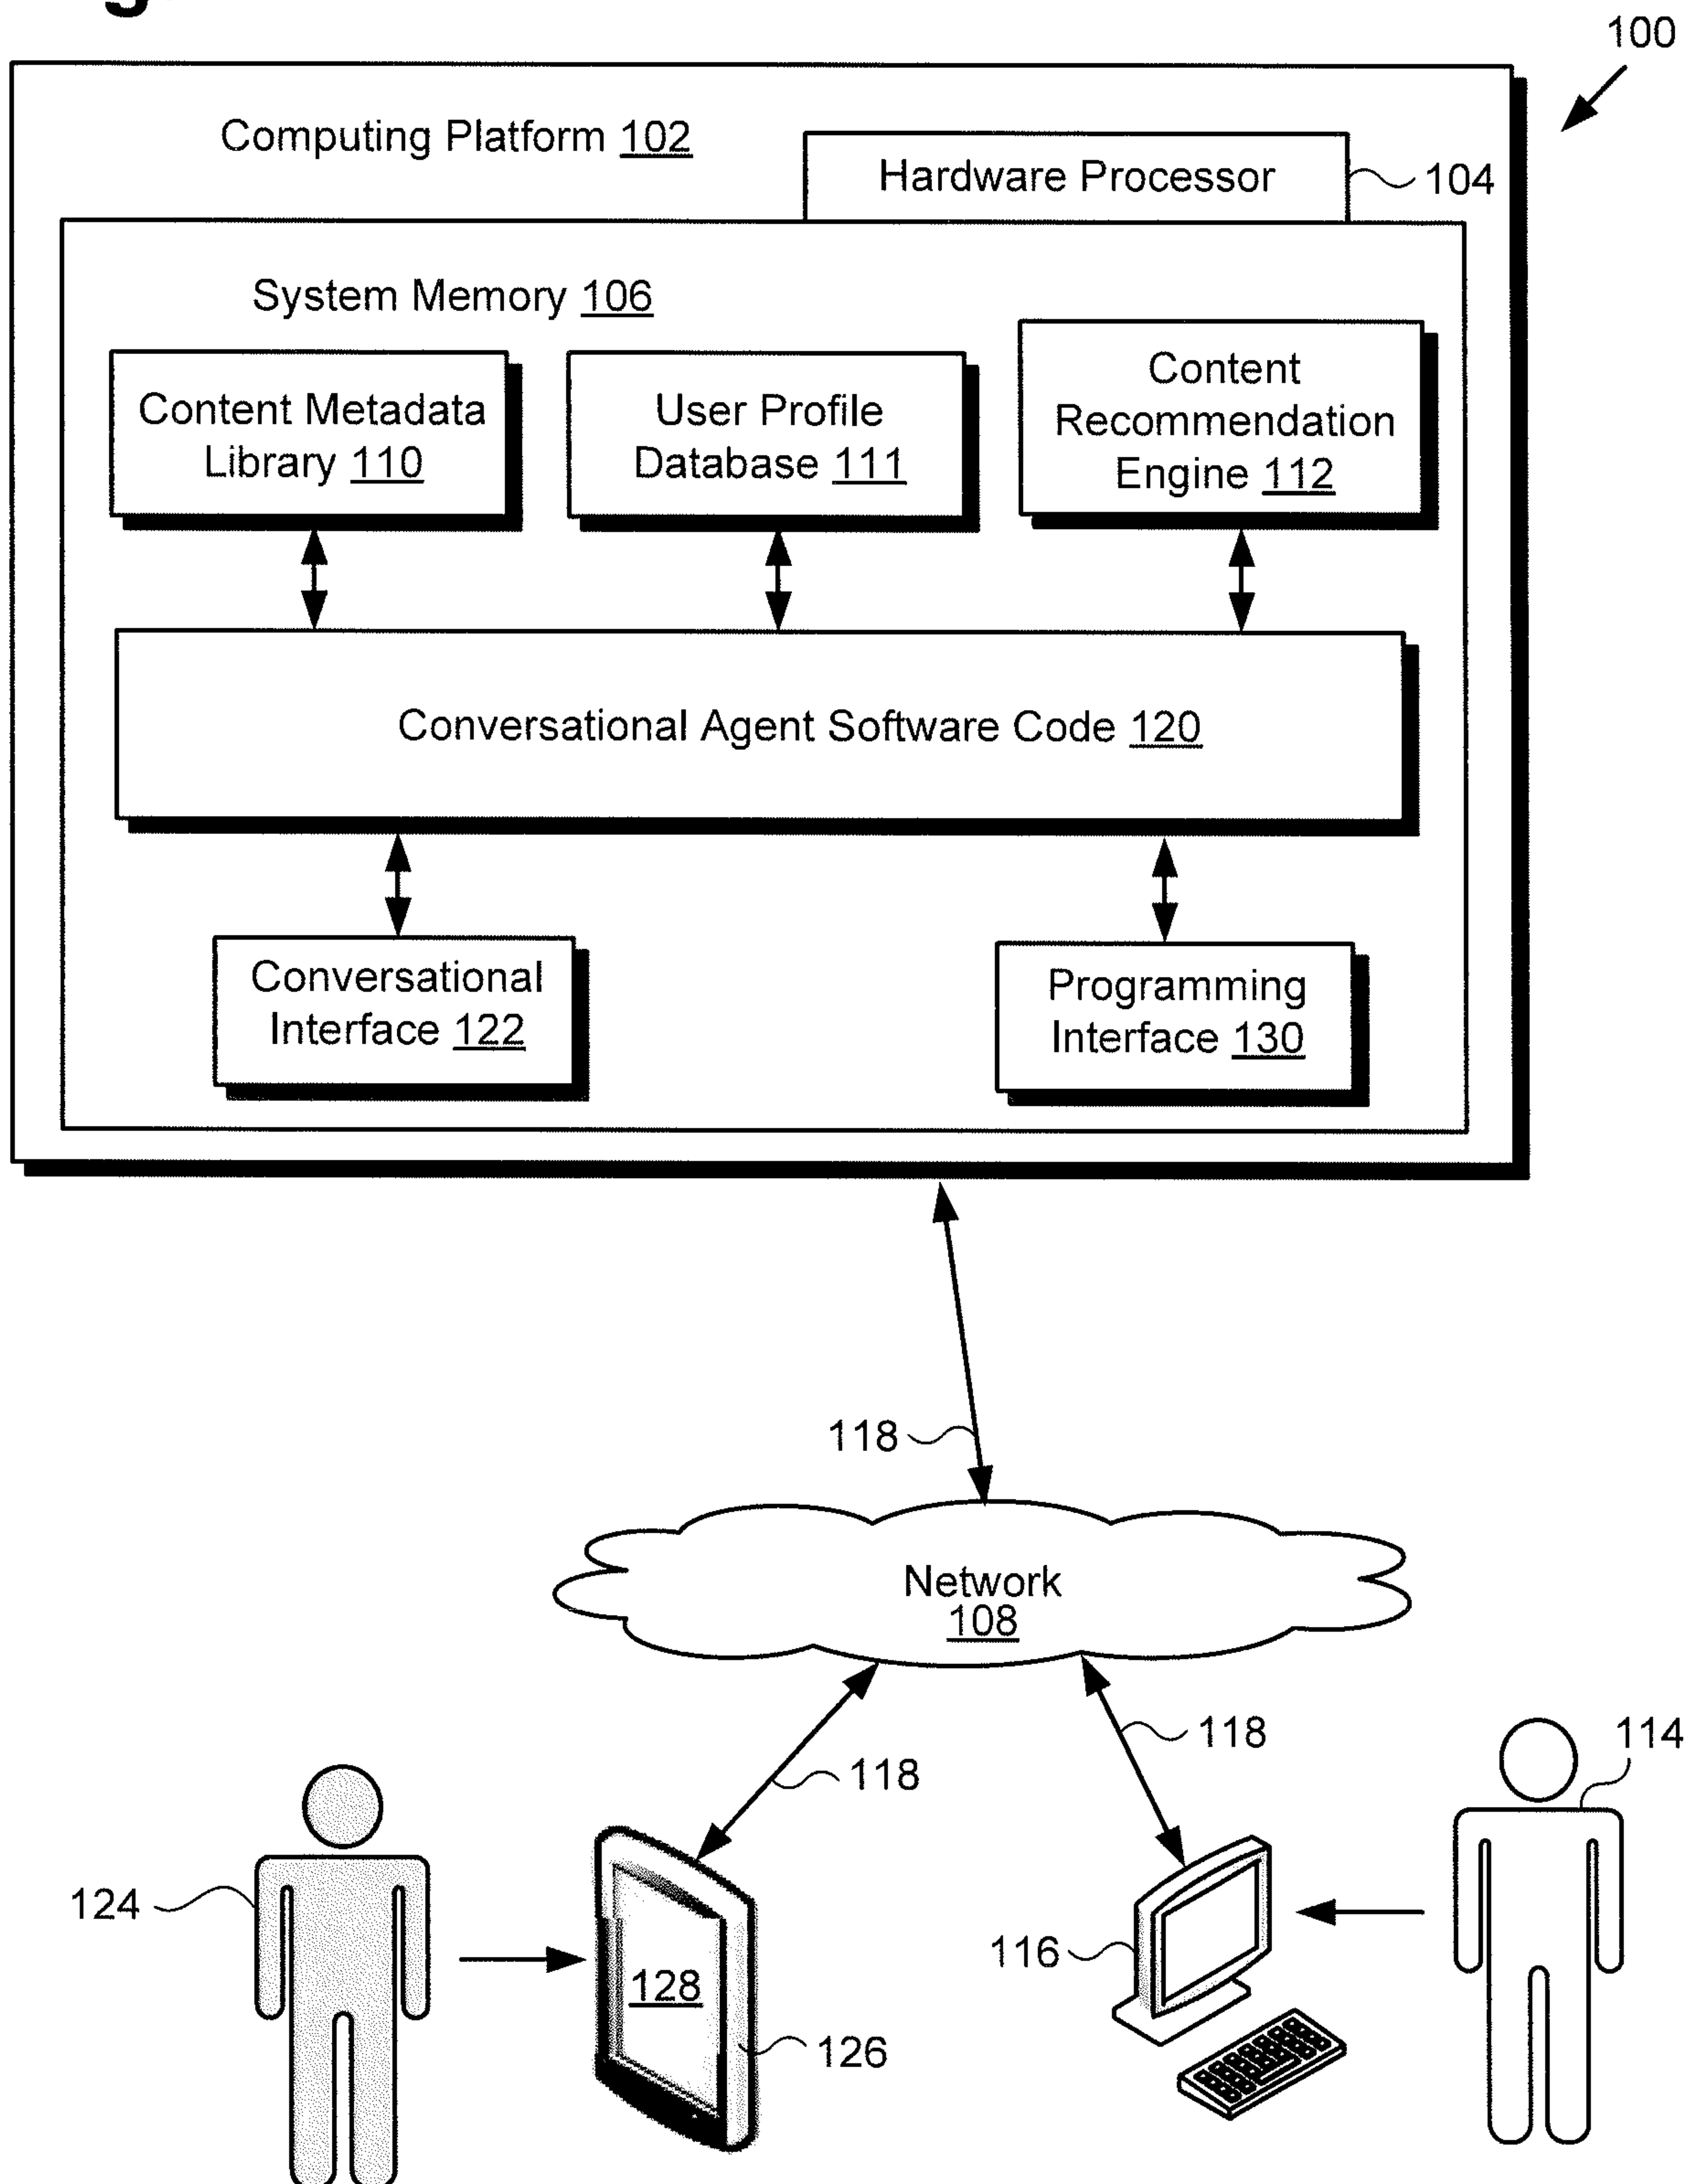 100
Computing Platform 102
Hardware Processor
104
System Memory 106
Content Metadata
Library 110
User Profile
Database 111
Content
Recommendation
Engine 112
Conversational Agent Software Code 120
Conversational
Interface 122
Programming
Interface 130
118
Network
108
118
118
114
124
116
128
126